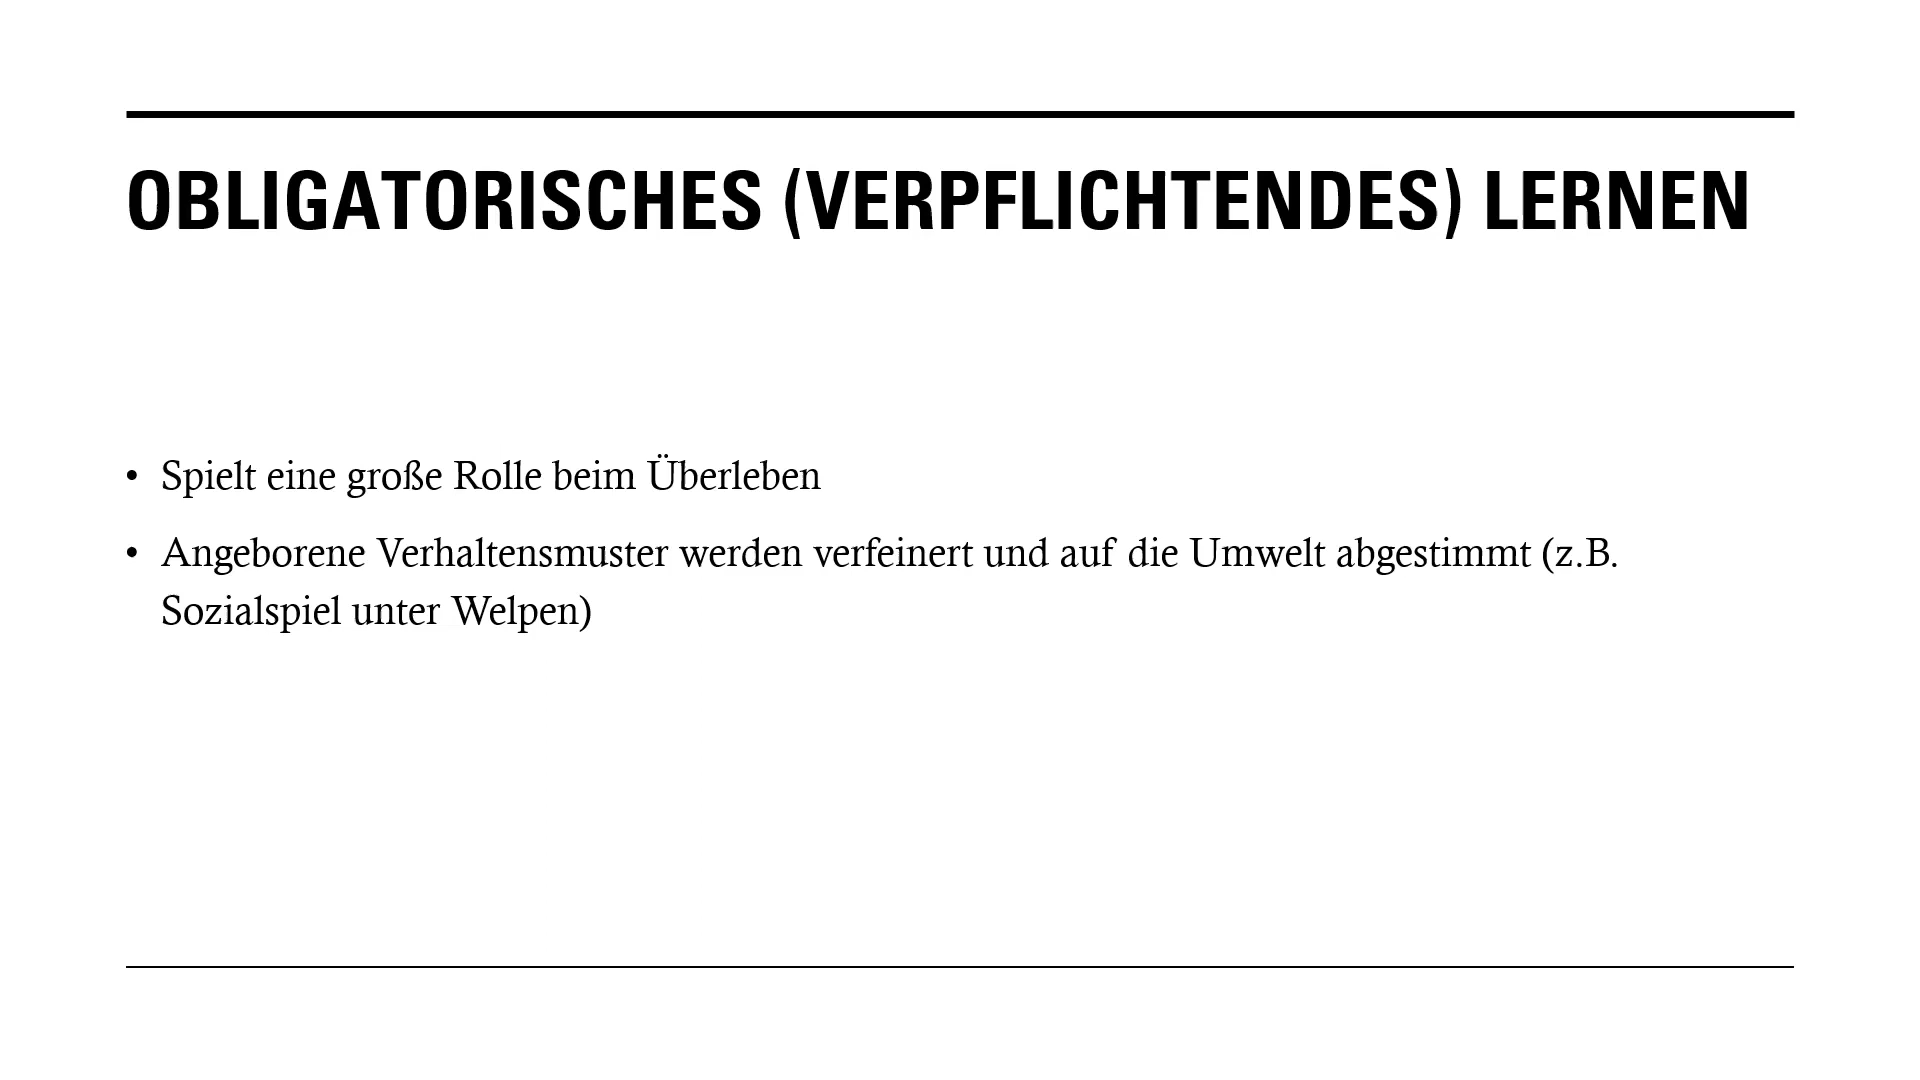 OBLIGATORISCHES (VERPFLICHTENDES) LERNEN
• Spielt eine große Rolle beim Überleben
• Angeborene Verhaltensmuster werden verfeinert und auf die Umwelt abgestimmt (z.B.
Sozialspiel unter Welpen)